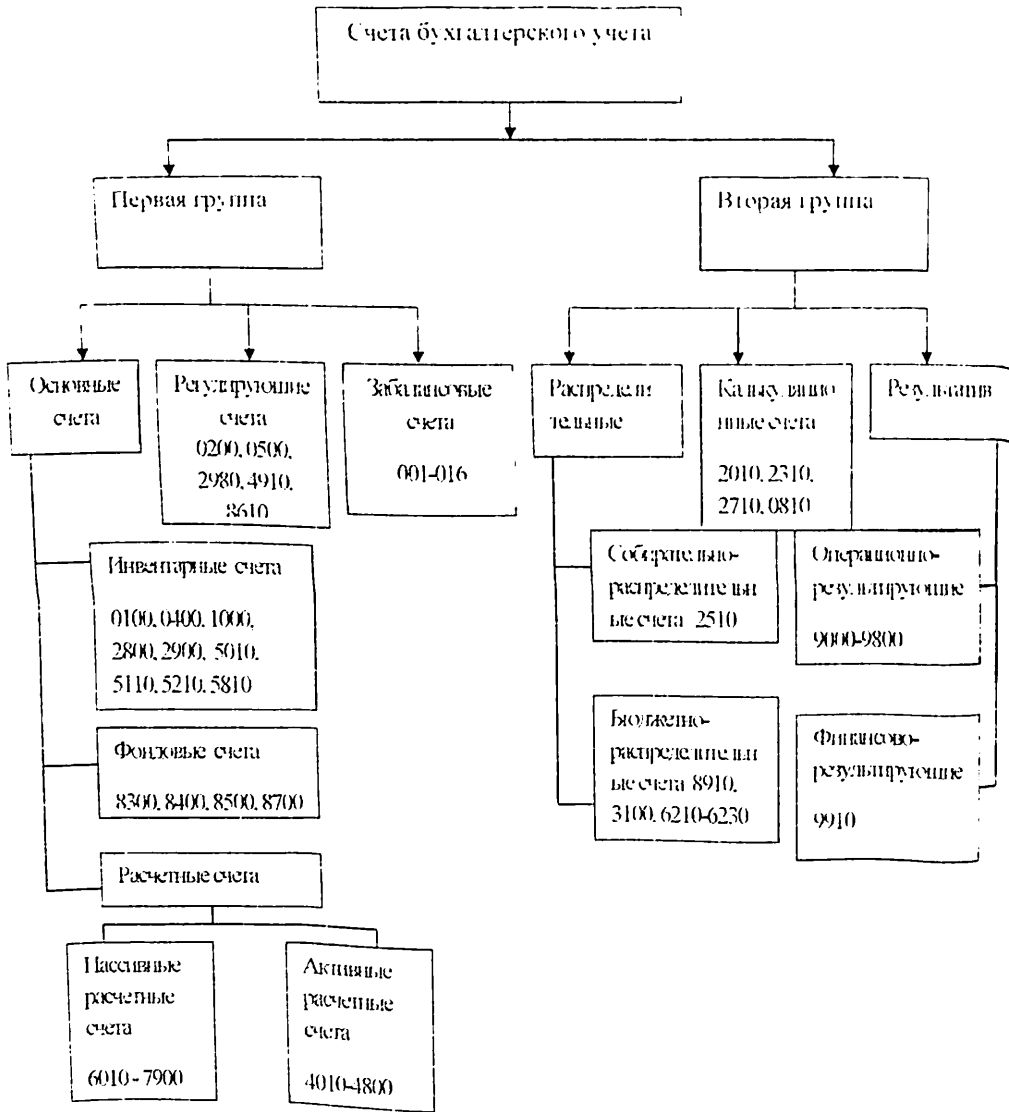 Счета бухгалтерского учета
Первая группа
Вторая группа
Основные
счета
Регулирующие
счета
0200, 0500,
2980, 4910,
8610
Забалансовые
счета
001-016
Распредели
тельные
Калькуляцио
нные счета
2010, 2310,
2710, 0810
Результатив
Инвентарные счета
0100, 0400, 1000,
2800, 2900, 5010,
5110, 5210, 5810
Собирательно-
распределительн
ые счета 2510
Операционно-
результирующие
9000-9800
Фондовые счета
8300, 8400, 8500, 8700
Бюджетно-
распределительн
ые счета 8910,
3100, 6210-6230
Финансово-
результирующие
9910
Расчетные счета
Пассивные
расчетные
счета
6010 - 7900
Активные
расчетные
счета
4010-4800